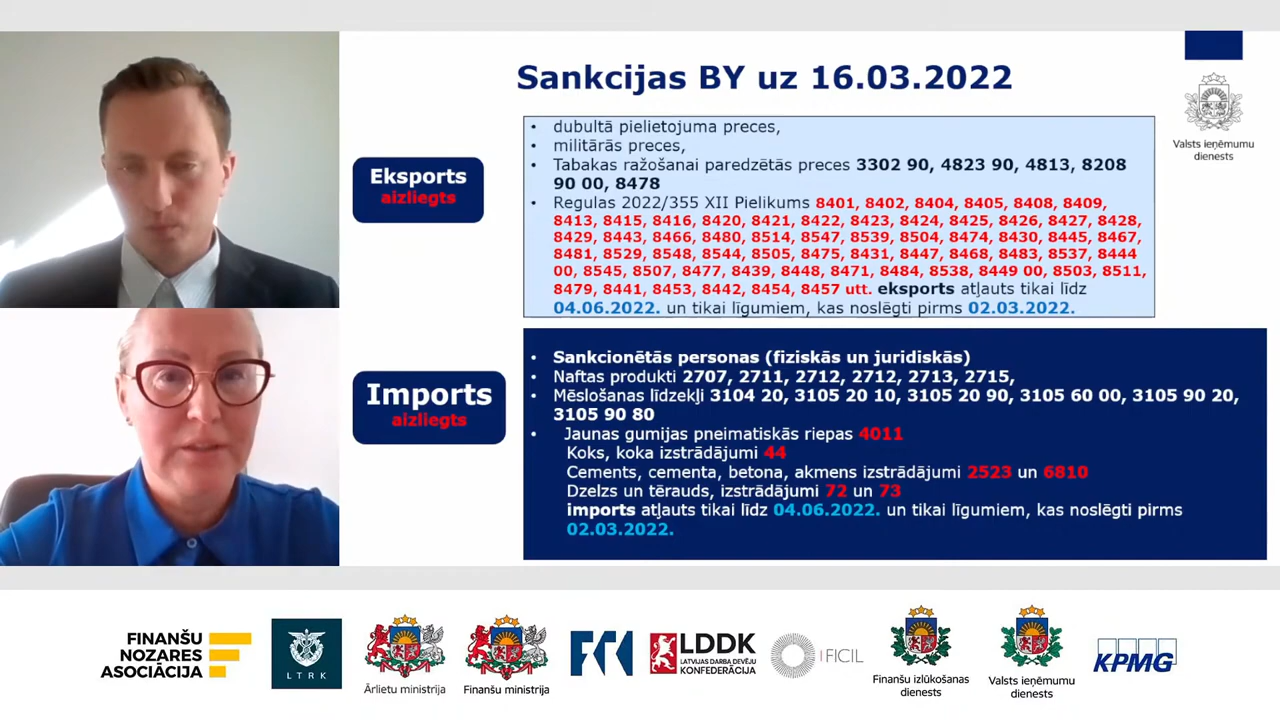 Sankcijas BY uz 16.03.2022
Valsts ieņēmumu
dienests
Eksports
aizliegts
• dubultā pielietojuma preces,
• militārās preces,
• Tabakas ražošanai paredzētās preces 3302 90, 4823 90, 4813, 8208
90 00, 8478
• Regulas 2022/355 XII Pielikums 8401, 8402, 8404, 8405, 8408, 8409,
8413, 8415, 8416, 8420, 8421, 8422, 8423, 8424, 8425, 8426, 8427, 8428,
8429, 8443, 8466, 8480, 8514, 8547, 8539, 8504, 8474, 8430, 8445, 8467,
8481, 8529, 8548, 8544, 8505, 8475, 8431, 8447, 8468, 8483, 8537, 8444
00, 8545, 8507, 8477, 8439, 8448, 8471, 8484, 8538, 8449 00, 8503, 8511,
8479, 8441, 8453, 8442, 8454, 8457 utt. eksports atļauts tikai līdz
04.06.2022. un tikai līgumiem, kas noslēgti pirms 02.03.2022.
Imports
aizliegts
• Sankcionētās personas (fiziskās un juridiskās)
• Naftas produkti 2707, 2711, 2712, 2712, 2713, 2715,
• Mēslošanas līdzekļi 3104 20, 3105 20 10, 3105 20 90, 3105 60 00, 3105 90 20,
3105 90 80
• Jaunas gumijas pneimatiskās riepas 4011
Koks, koka izstrādājumi 44
Cements, cementa, betona, akmens izstrādājumi 2523 un 6810
Dzelzs un tērauds, izstrādājumi 72 un 73
imports atļauts tikai līdz 04.06.2022. un tikai līgumiem, kas noslēgti pirms
02.03.2022.
FINANŠU
NOZARES
ASOCIĀCIJA
LTRK
Ārlietu ministrija
Finanšu ministrija
LDDK
LATVIJAS DARBA DEVĒJU
KONFEDERĀCIJA
FICIL
Finanšu izlūkošanas
dienests
Valsts ieņēmumu
dienests
KPMG